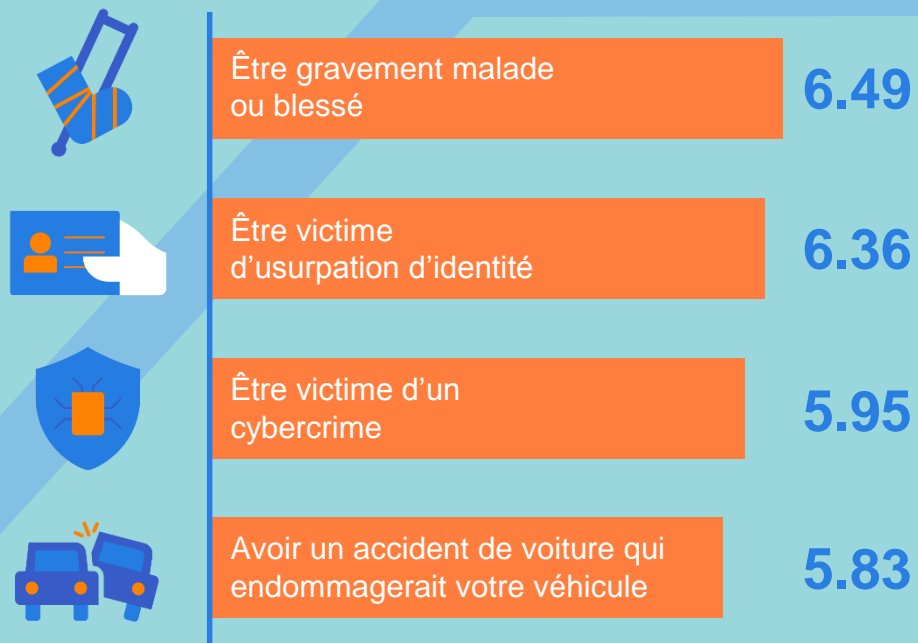 Être gravement malade
ou blessé
6.49
Être victime
d’usurpation d’identité
6.36
Être victime d’un
cybercrime
5.95
Avoir un accident de voiture qui
endommagerait votre véhicule
5.83